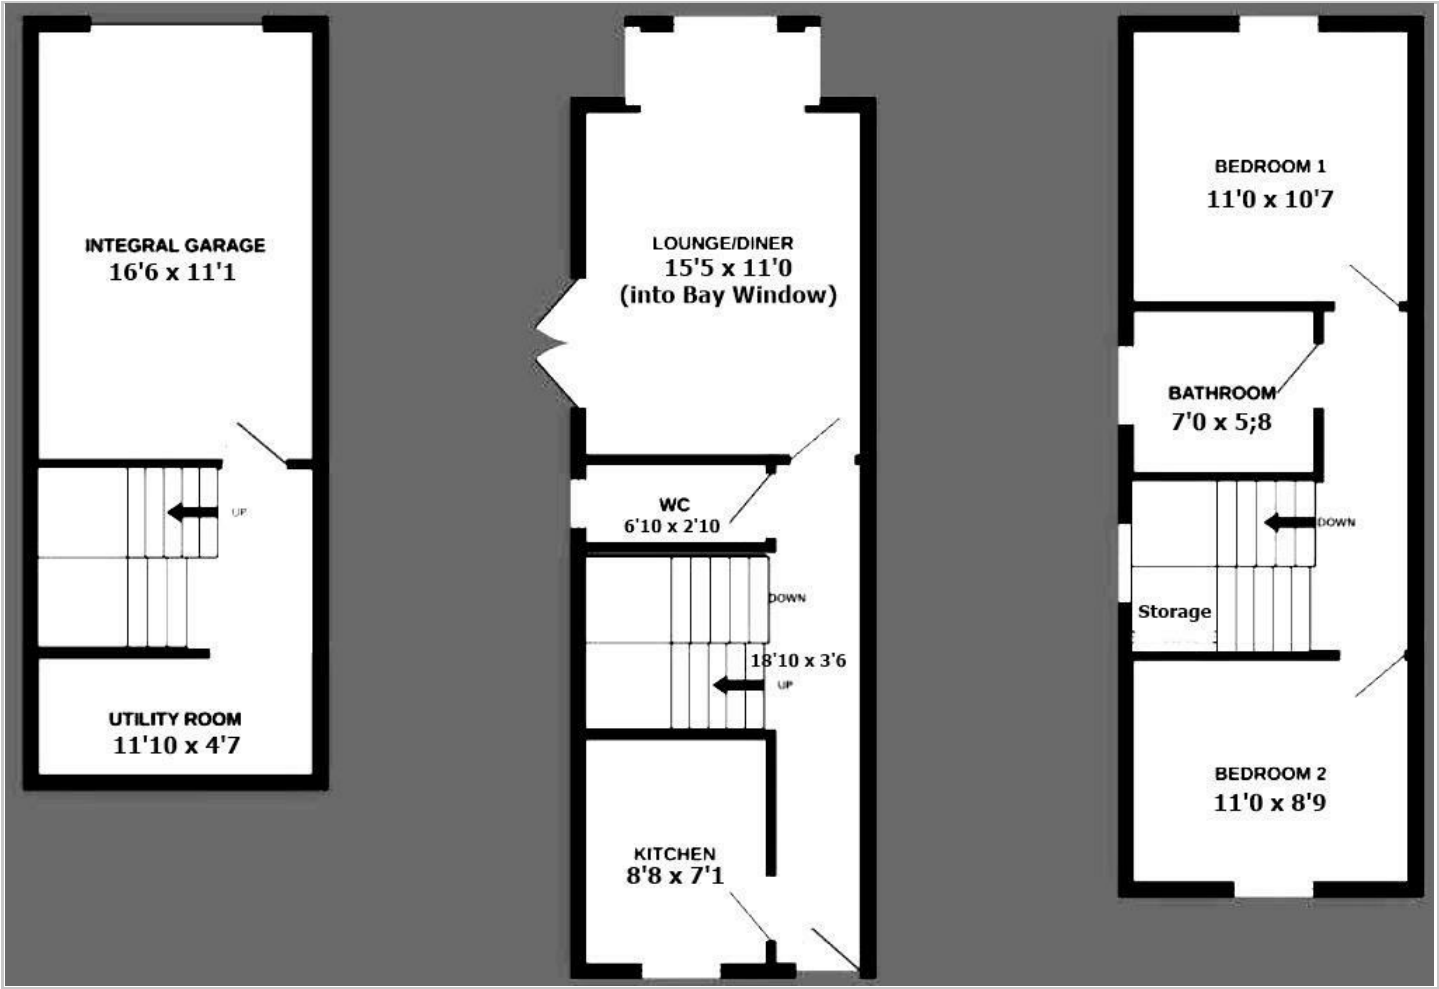 INTEGRAL GARAGE
16'6 x 11'1
UP
UTILITY ROOM
11'10 x 4'7
LOUNGE/DINER
15'5 x 11'0
(into Bay Window)
WC
6'10 x 2'10
DOWN
18'10 x 3'6
UP
KITCHEN
8'8 x 7'1
BEDROOM 1
11'0 x 10'7
BATHROOM
7'0 x 5;8
DOWN
Storage
BEDROOM 2
11'0 x 8'9